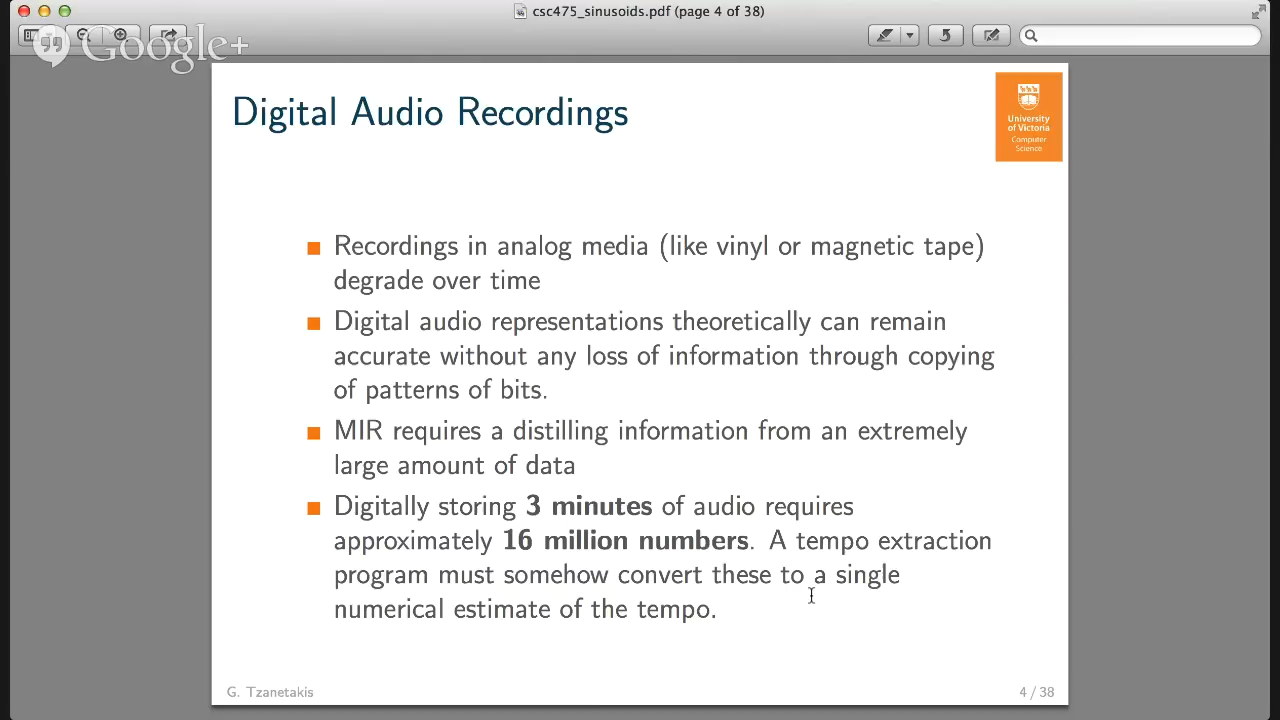 csc475_sinusoids.pdf (page 4 of 38)
Google+
Digital Audio Recordings
University
of Victoria
Computer
Science
Recordings in analog media (like vinyl or magnetic tape)
degrade over time
Digital audio representations theoretically can remain
accurate without any loss of information through copying
of patterns of bits.
MIR requires a distilling information from an extremely
large amount of data
Digitally storing 3 minutes of audio requires
approximately 16 million numbers. A tempo extraction
program must somehow convert these to a single
numerical estimate of the tempo.
G. Tzanetakis
4 / 38